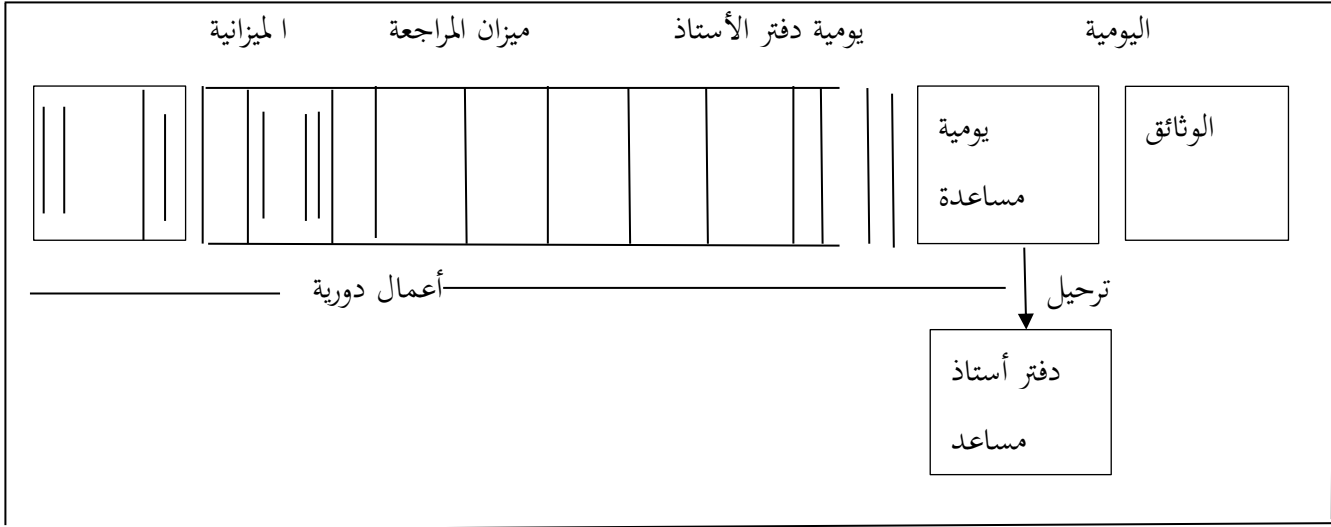 اليومية يومية دفتر الأستاذ ميزان المراجعة ا لميزانية
الوثائق
يومية
مساعدة
ترحيل
أعمال دورية
دفتر أستاذ
مساعد